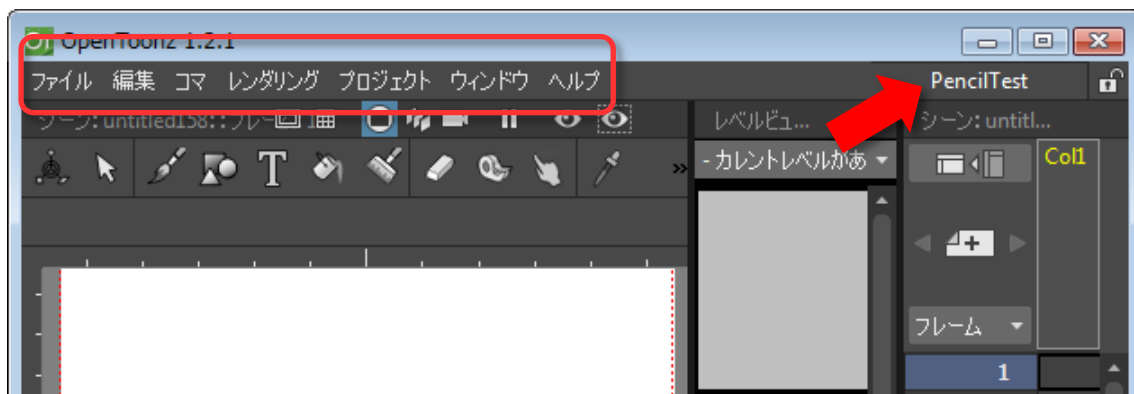 OpenToonz 1.2.1
ファイル 編集 コマ レンダリング プロジェクト ウィンドウ ヘルプ
PencilTest
シーン: untitled158: : フレー
1
レベルビュ...
シーン: untitl...
T
- カレントレベルがあ
Col1
フレーム
1